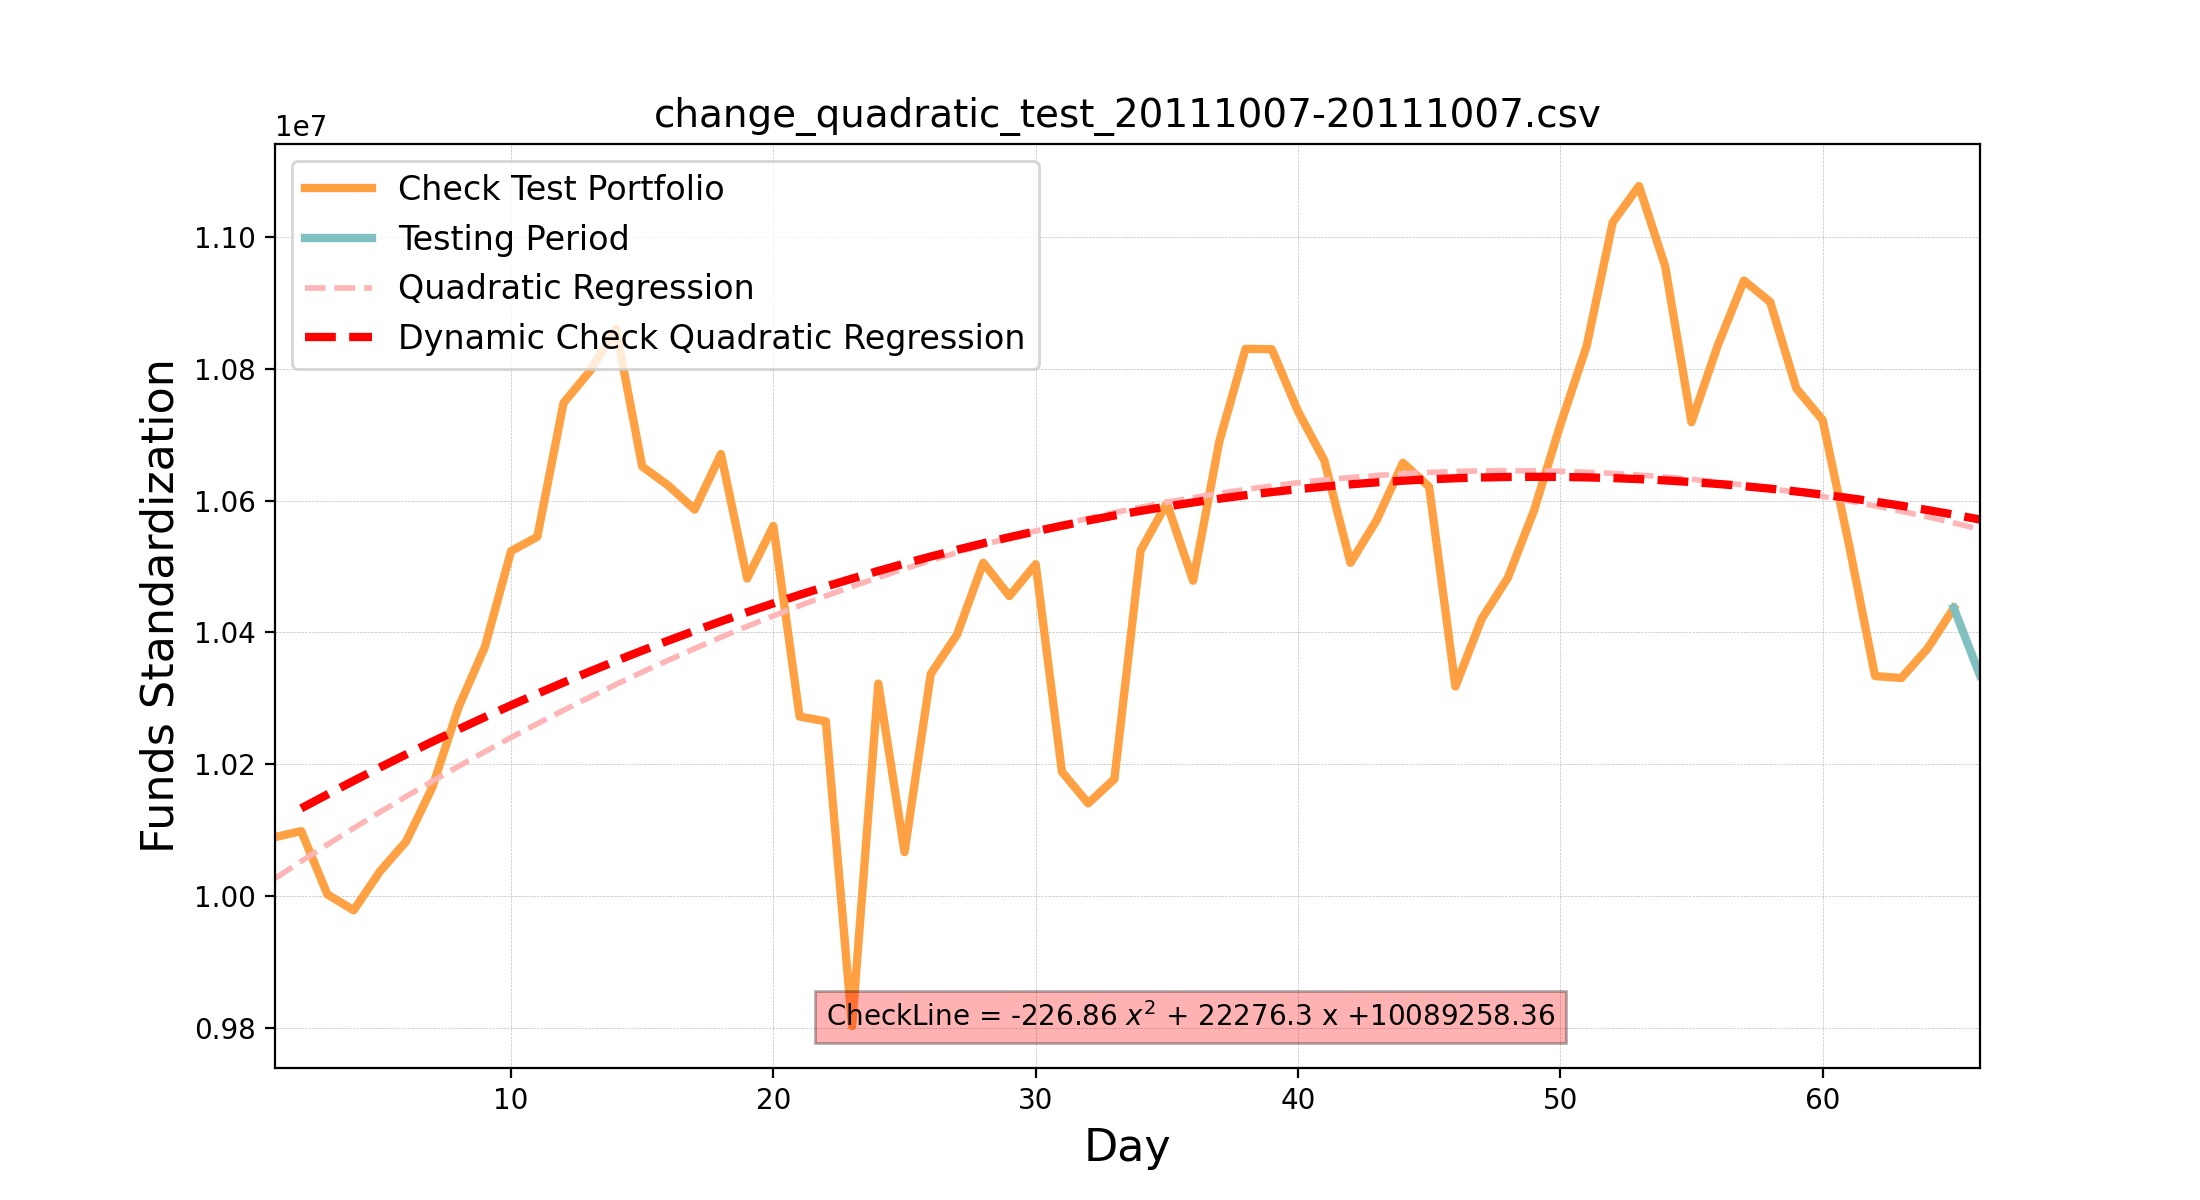 change_quadratic_test_20111007-20111007.csv
1e7
Check Test Portfolio
Testing Period
Quadratic Regression
Dynamic Check Quadratic Regression
1.10
1.08
1.06
1.04
1.02
1.00
0.98
Funds Standardization
CheckLine = -226.86 x² + 22276.3 x +10089258.36
10 20 30 40 50 60
Day